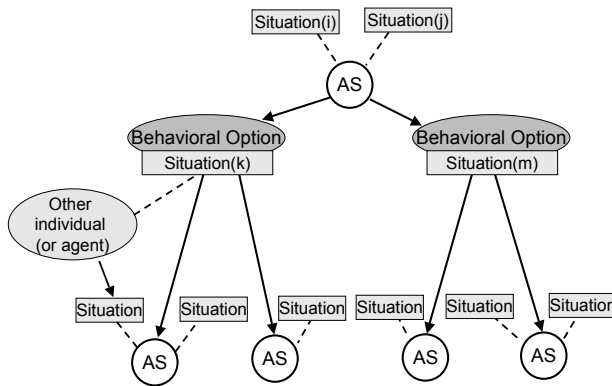 Situation(i)
Situation(j)
AS
Behavioral Option
Situation(k)
Behavioral Option
Situation(m)
Other
individual
(or agent)
Situation
Situation
Situation
Situation
Situation
Situation
AS
AS
AS
AS